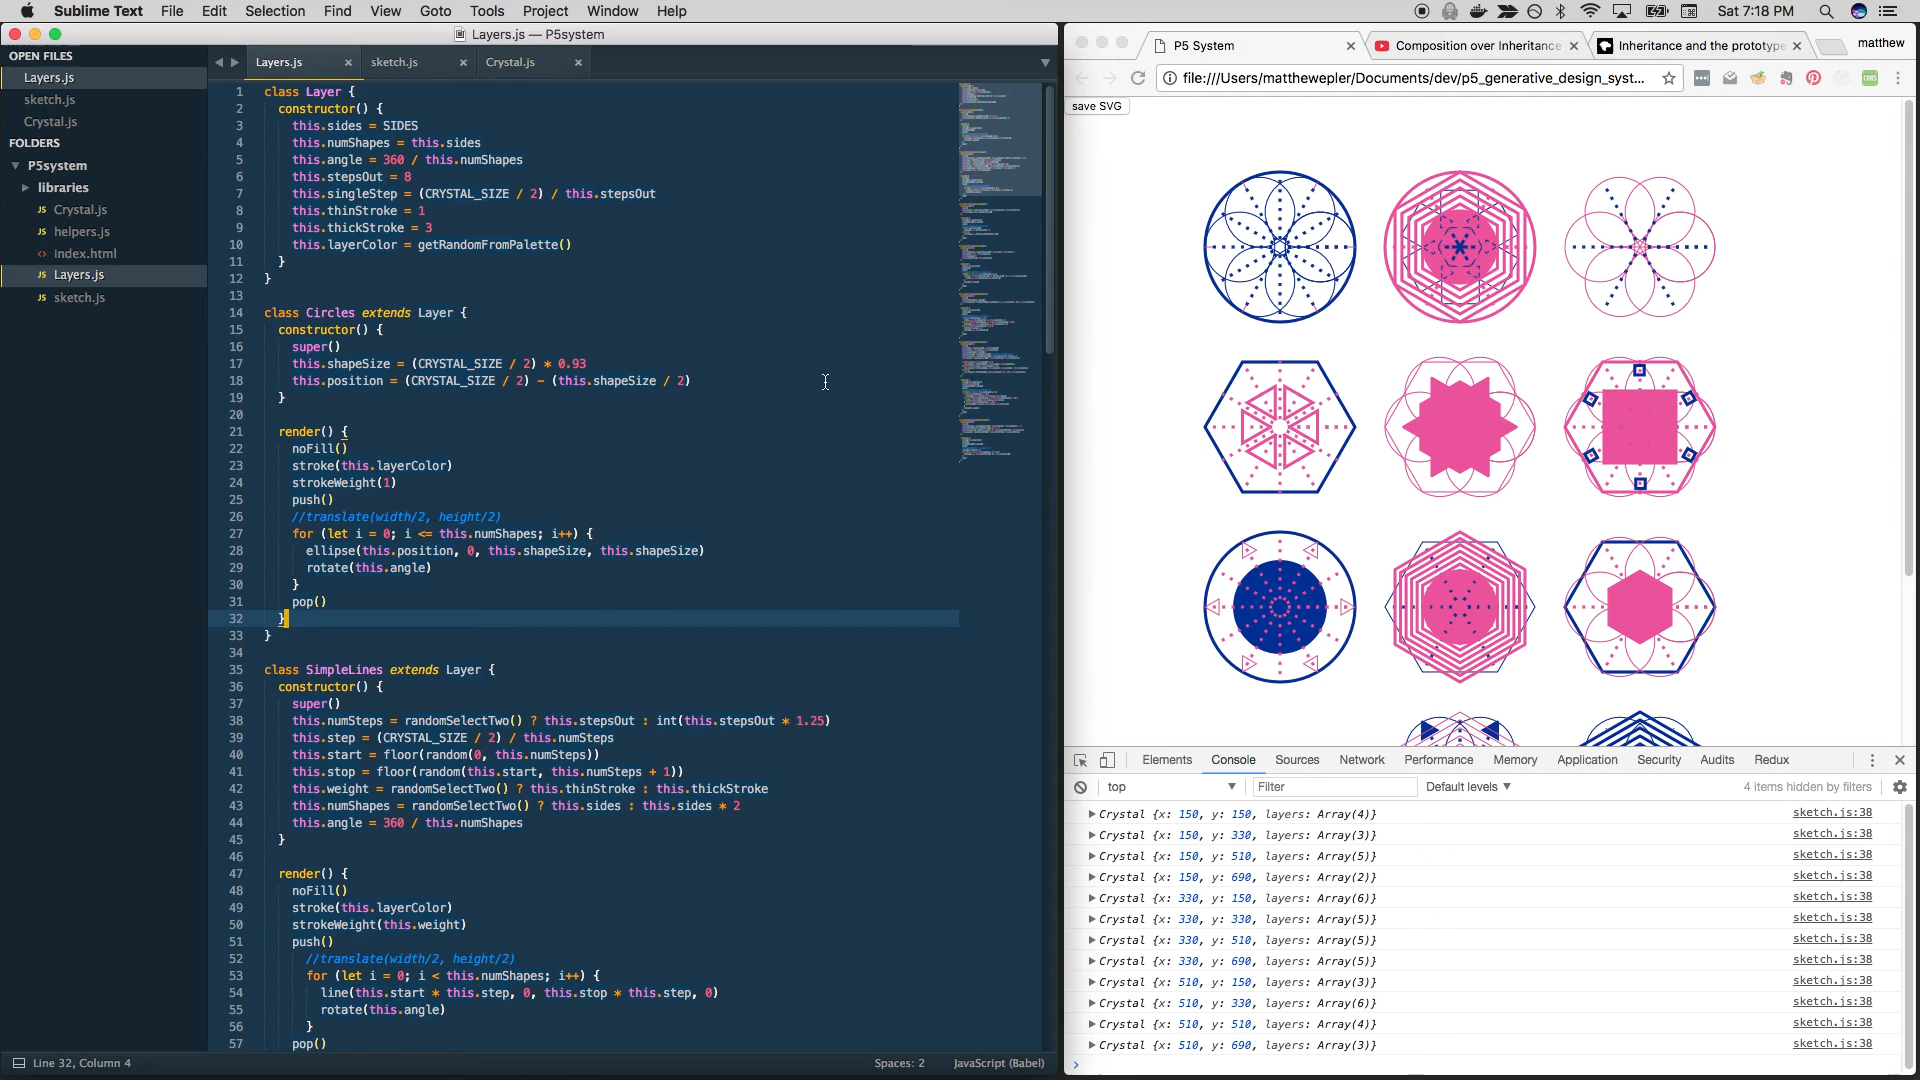 Sublime Text File Edit Selection Find View Goto Tools Project Window Help Sat 7:18 PM
Layers.js — P5system
OPEN FILES
Layers.js
sketch.js
Crystal.js
FOLDERS
P5system
libraries
JS Crystal.js
JS helpers.js
<> index.html
JS Layers.js
JS sketch.js
Layers.js × sketch.js × Crystal.js ×
1 class Layer {
2 constructor() {
3 this.sides = SIDES
4 this.numShapes = this.sides
5 this.angle = 360 / this.numShapes
6 this.stepsOut = 8
7 this.singleStep = (CRYSTAL_SIZE / 2) / this.stepsOut
8 this.thinStroke = 1
9 this.thickStroke = 3
10 this.layerColor = getRandomFromPalette()
11 }
12 }
13
14 class Circles extends Layer {
15 constructor() {
16 super()
17 this.shapeSize = (CRYSTAL_SIZE / 2) * 0.93
18 this.position = (CRYSTAL_SIZE / 2) - (this.shapeSize / 2)
19 }
20
21 render() {
22 noFill()
23 stroke(this.layerColor)
24 strokeWeight(1)
25 push()
26 //translate(width/2, height/2)
27 for (let i = 0; i <= this.numShapes; i++) {
28 ellipse(this.position, 0, this.shapeSize, this.shapeSize)
29 rotate(this.angle)
30 }
31 pop()
32 }
33 }
34
35 class SimpleLines extends Layer {
36 constructor() {
37 super()
38 this.numSteps = randomSelectTwo() ? this.stepsOut : int(this.stepsOut * 1.25)
39 this.step = (CRYSTAL_SIZE / 2) / this.numSteps
40 this.start = floor(random(0, this.numSteps))
41 this.stop = floor(random(this.start, this.numSteps + 1))
42 this.weight = randomSelectTwo() ? this.thinStroke : this.thickStroke
43 this.numShapes = randomSelectTwo() ? this.sides : this.sides * 2
44 this.angle = 360 / this.numShapes
45 }
46
47 render() {
48 noFill()
49 stroke(this.layerColor)
50 strokeWeight(this.weight)
51 push()
52 //translate(width/2, height/2)
53 for (let i = 0; i < this.numShapes; i++) {
54 line(this.start * this.step, 0, this.stop * this.step, 0)
55 rotate(this.angle)
56 }
57 pop()
Line 32, Column 4 Spaces: 2 JavaScript (Babel)
P5 System × Composition over Inheritance × Inheritance and the prototype × matthew
file:///Users/matthewepler/Documents/dev/p5_generative_design_syst...
save SVG
Elements Console Sources Network Performance Memory Application Security Audits Redux
top Filter Default levels 4 items hidden by filters
Crystal {x: 150, y: 150, layers: Array(4)} sketch.js:38
Crystal {x: 150, y: 330, layers: Array(3)} sketch.js:38
Crystal {x: 150, y: 510, layers: Array(5)} sketch.js:38
Crystal {x: 150, y: 690, layers: Array(2)} sketch.js:38
Crystal {x: 330, y: 150, layers: Array(6)} sketch.js:38
Crystal {x: 330, y: 330, layers: Array(5)} sketch.js:38
Crystal {x: 330, y: 510, layers: Array(5)} sketch.js:38
Crystal {x: 330, y: 690, layers: Array(5)} sketch.js:38
Crystal {x: 510, y: 150, layers: Array(3)} sketch.js:38
Crystal {x: 510, y: 330, layers: Array(6)} sketch.js:38
Crystal {x: 510, y: 510, layers: Array(4)} sketch.js:38
Crystal {x: 510, y: 690, layers: Array(3)} sketch.js:38